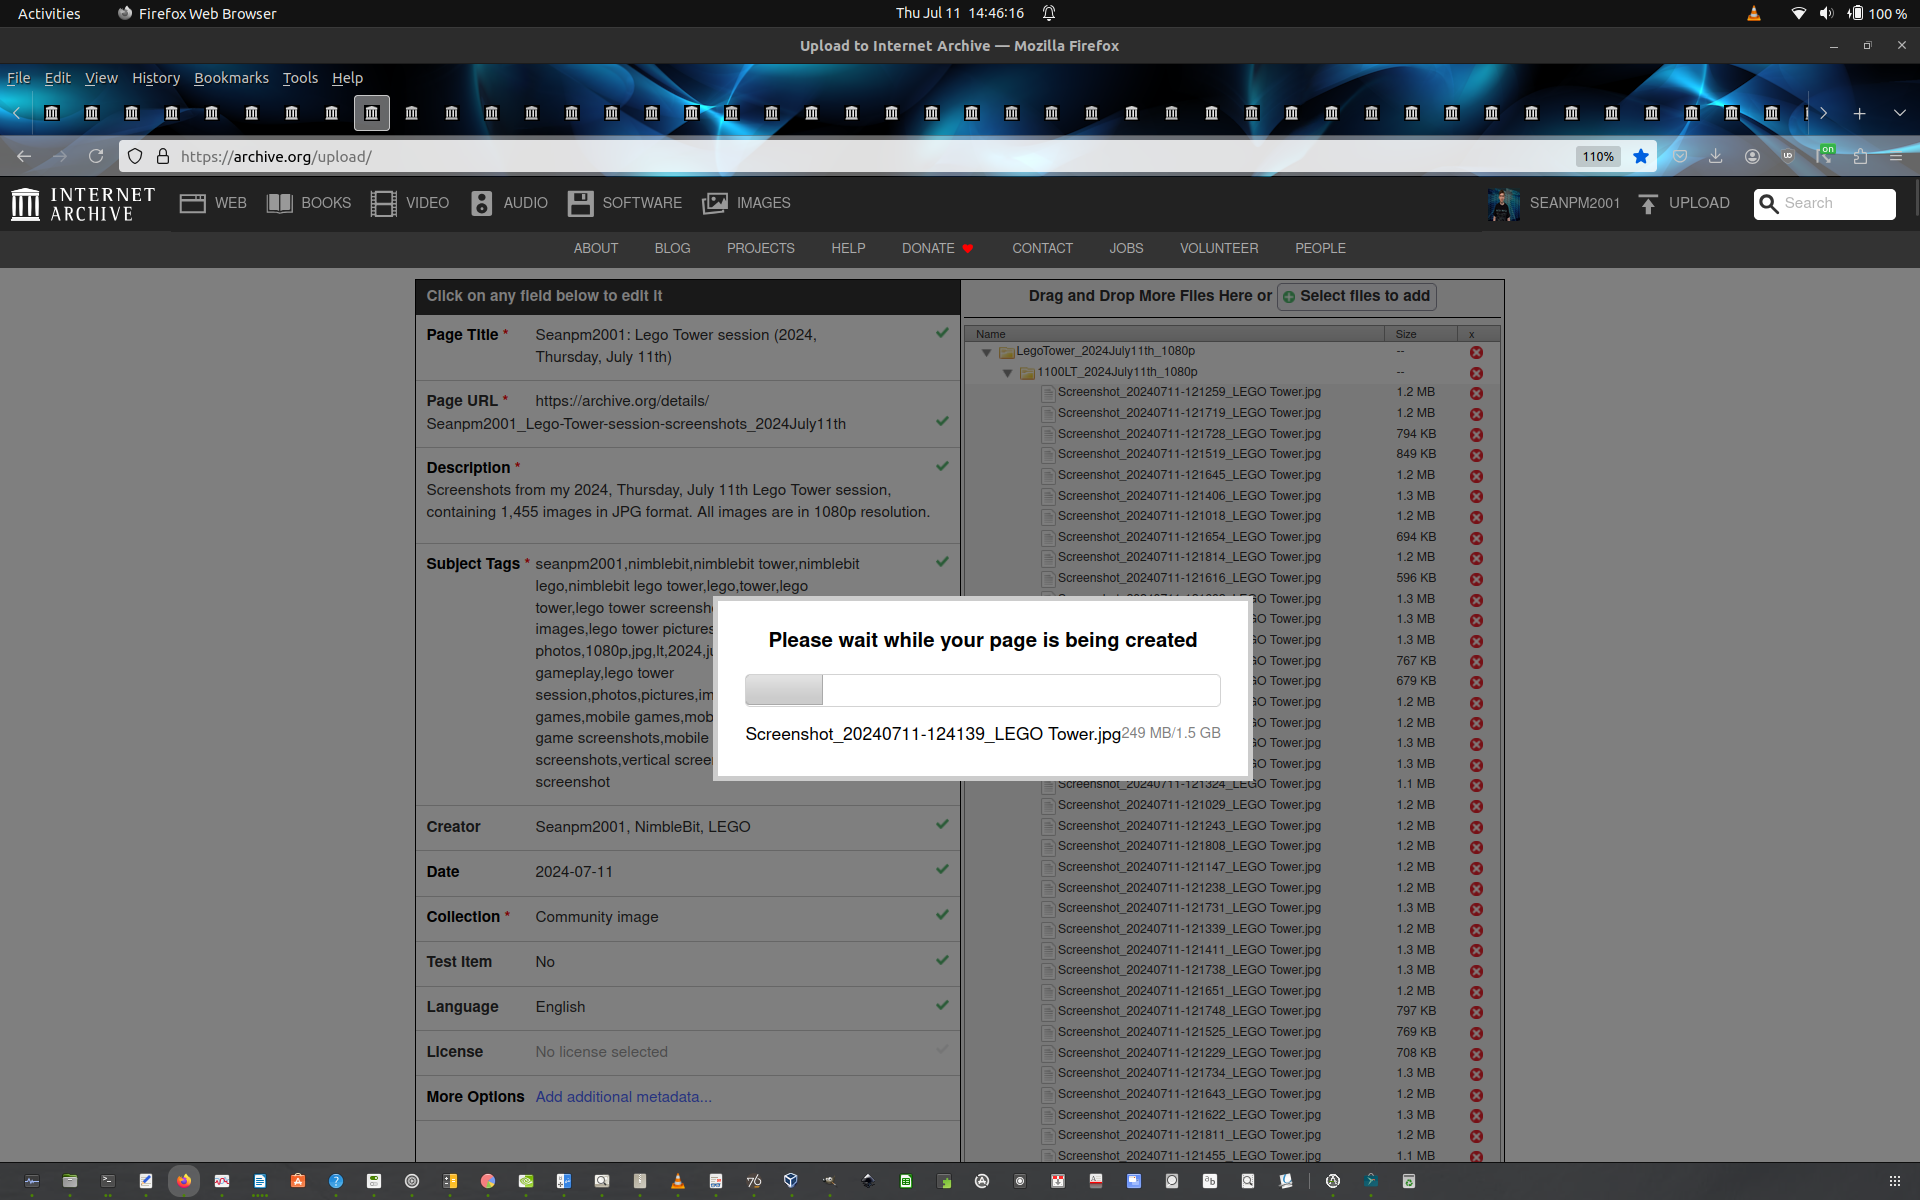 Activities
Firefox Web Browser
Thu Jul 11 14:46:16
100 %
Upload to Internet Archive — Mozilla Firefox
File Edit View History Bookmarks Tools Help
https://archive.org/upload/
110%
on
INTERNET ARCHIVE
WEB BOOKS VIDEO AUDIO SOFTWARE IMAGES
SEANPM2001 UPLOAD Search
ABOUT BLOG PROJECTS HELP DONATE CONTACT JOBS VOLUNTEER PEOPLE
Click on any field below to edit it
Page Title * Seanpm2001: Lego Tower session (2024,
Thursday, July 11th)
Page URL * https://archive.org/details/
Seanpm2001_Lego-Tower-session-screenshots_2024July11th
Description *
Screenshots from my 2024, Thursday, July 11th Lego Tower session,
containing 1,455 images in JPG format. All images are in 1080p resolution.
Subject Tags * seanpm2001,nimblebit,nimblebit tower,nimblebit
lego,nimblebit lego tower,lego,tower,lego
tower,lego tower screensh
images,lego tower pictures
photos,1080p,jpg,lt,2024,j
gameplay,lego tower
session,photos,pictures,im
games,mobile games,mob
game screenshots,mobile
screenshots,vertical scree
screenshot
Creator Seanpm2001, NimbleBit, LEGO
Date 2024-07-11
Collection * Community image
Test Item No
Language English
License No license selected
More Options Add additional metadata...
Drag and Drop More Files Here or Select files to add
Name Size x
LegoTower_2024July11th_1080p --
1100LT_2024July11th_1080p --
Screenshot_20240711-121259_LEGO Tower.jpg 1.2 MB
Screenshot_20240711-121719_LEGO Tower.jpg 1.2 MB
Screenshot_20240711-121728_LEGO Tower.jpg 794 KB
Screenshot_20240711-121519_LEGO Tower.jpg 849 KB
Screenshot_20240711-121645_LEGO Tower.jpg 1.2 MB
Screenshot_20240711-121406_LEGO Tower.jpg 1.3 MB
Screenshot_20240711-121018_LEGO Tower.jpg 1.2 MB
Screenshot_20240711-121654_LEGO Tower.jpg 694 KB
Screenshot_20240711-121814_LEGO Tower.jpg 1.2 MB
Screenshot_20240711-121616_LEGO Tower.jpg 596 KB
GO Tower.jpg 1.3 MB
GO Tower.jpg 1.3 MB
GO Tower.jpg 1.3 MB
GO Tower.jpg 767 KB
GO Tower.jpg 679 KB
GO Tower.jpg 1.2 MB
GO Tower.jpg 1.2 MB
GO Tower.jpg 1.3 MB
GO Tower.jpg 1.3 MB
Screenshot_20240711-121324_LEGO Tower.jpg 1.1 MB
Screenshot_20240711-121029_LEGO Tower.jpg 1.2 MB
Screenshot_20240711-121243_LEGO Tower.jpg 1.2 MB
Screenshot_20240711-121808_LEGO Tower.jpg 1.2 MB
Screenshot_20240711-121147_LEGO Tower.jpg 1.2 MB
Screenshot_20240711-121238_LEGO Tower.jpg 1.2 MB
Screenshot_20240711-121731_LEGO Tower.jpg 1.3 MB
Screenshot_20240711-121339_LEGO Tower.jpg 1.2 MB
Screenshot_20240711-121411_LEGO Tower.jpg 1.3 MB
Screenshot_20240711-121738_LEGO Tower.jpg 1.3 MB
Screenshot_20240711-121651_LEGO Tower.jpg 1.2 MB
Screenshot_20240711-121748_LEGO Tower.jpg 797 KB
Screenshot_20240711-121525_LEGO Tower.jpg 769 KB
Screenshot_20240711-121229_LEGO Tower.jpg 708 KB
Screenshot_20240711-121734_LEGO Tower.jpg 1.3 MB
Screenshot_20240711-121643_LEGO Tower.jpg 1.2 MB
Screenshot_20240711-121622_LEGO Tower.jpg 1.3 MB
Screenshot_20240711-121811_LEGO Tower.jpg 1.2 MB
Screenshot_20240711-121455_LEGO Tower.jpg 1.1 MB
Please wait while your page is being created
Screenshot_20240711-124139_LEGO Tower.jpg 249 MB/1.5 GB